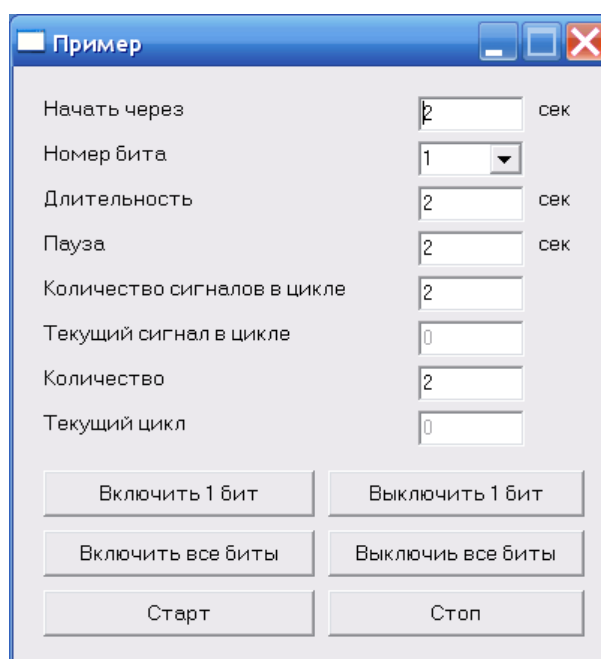 Пример
Начать через 2 сек
Номер бита 1
Длительность 2 сек
Пауза 2 сек
Количество сигналов в цикле 2
Текущий сигнал в цикле 0
Количество 2
Текущий цикл 0
Включить 1 бит Выключить 1 бит
Включить все биты Выключиь все биты
Старт Стоп